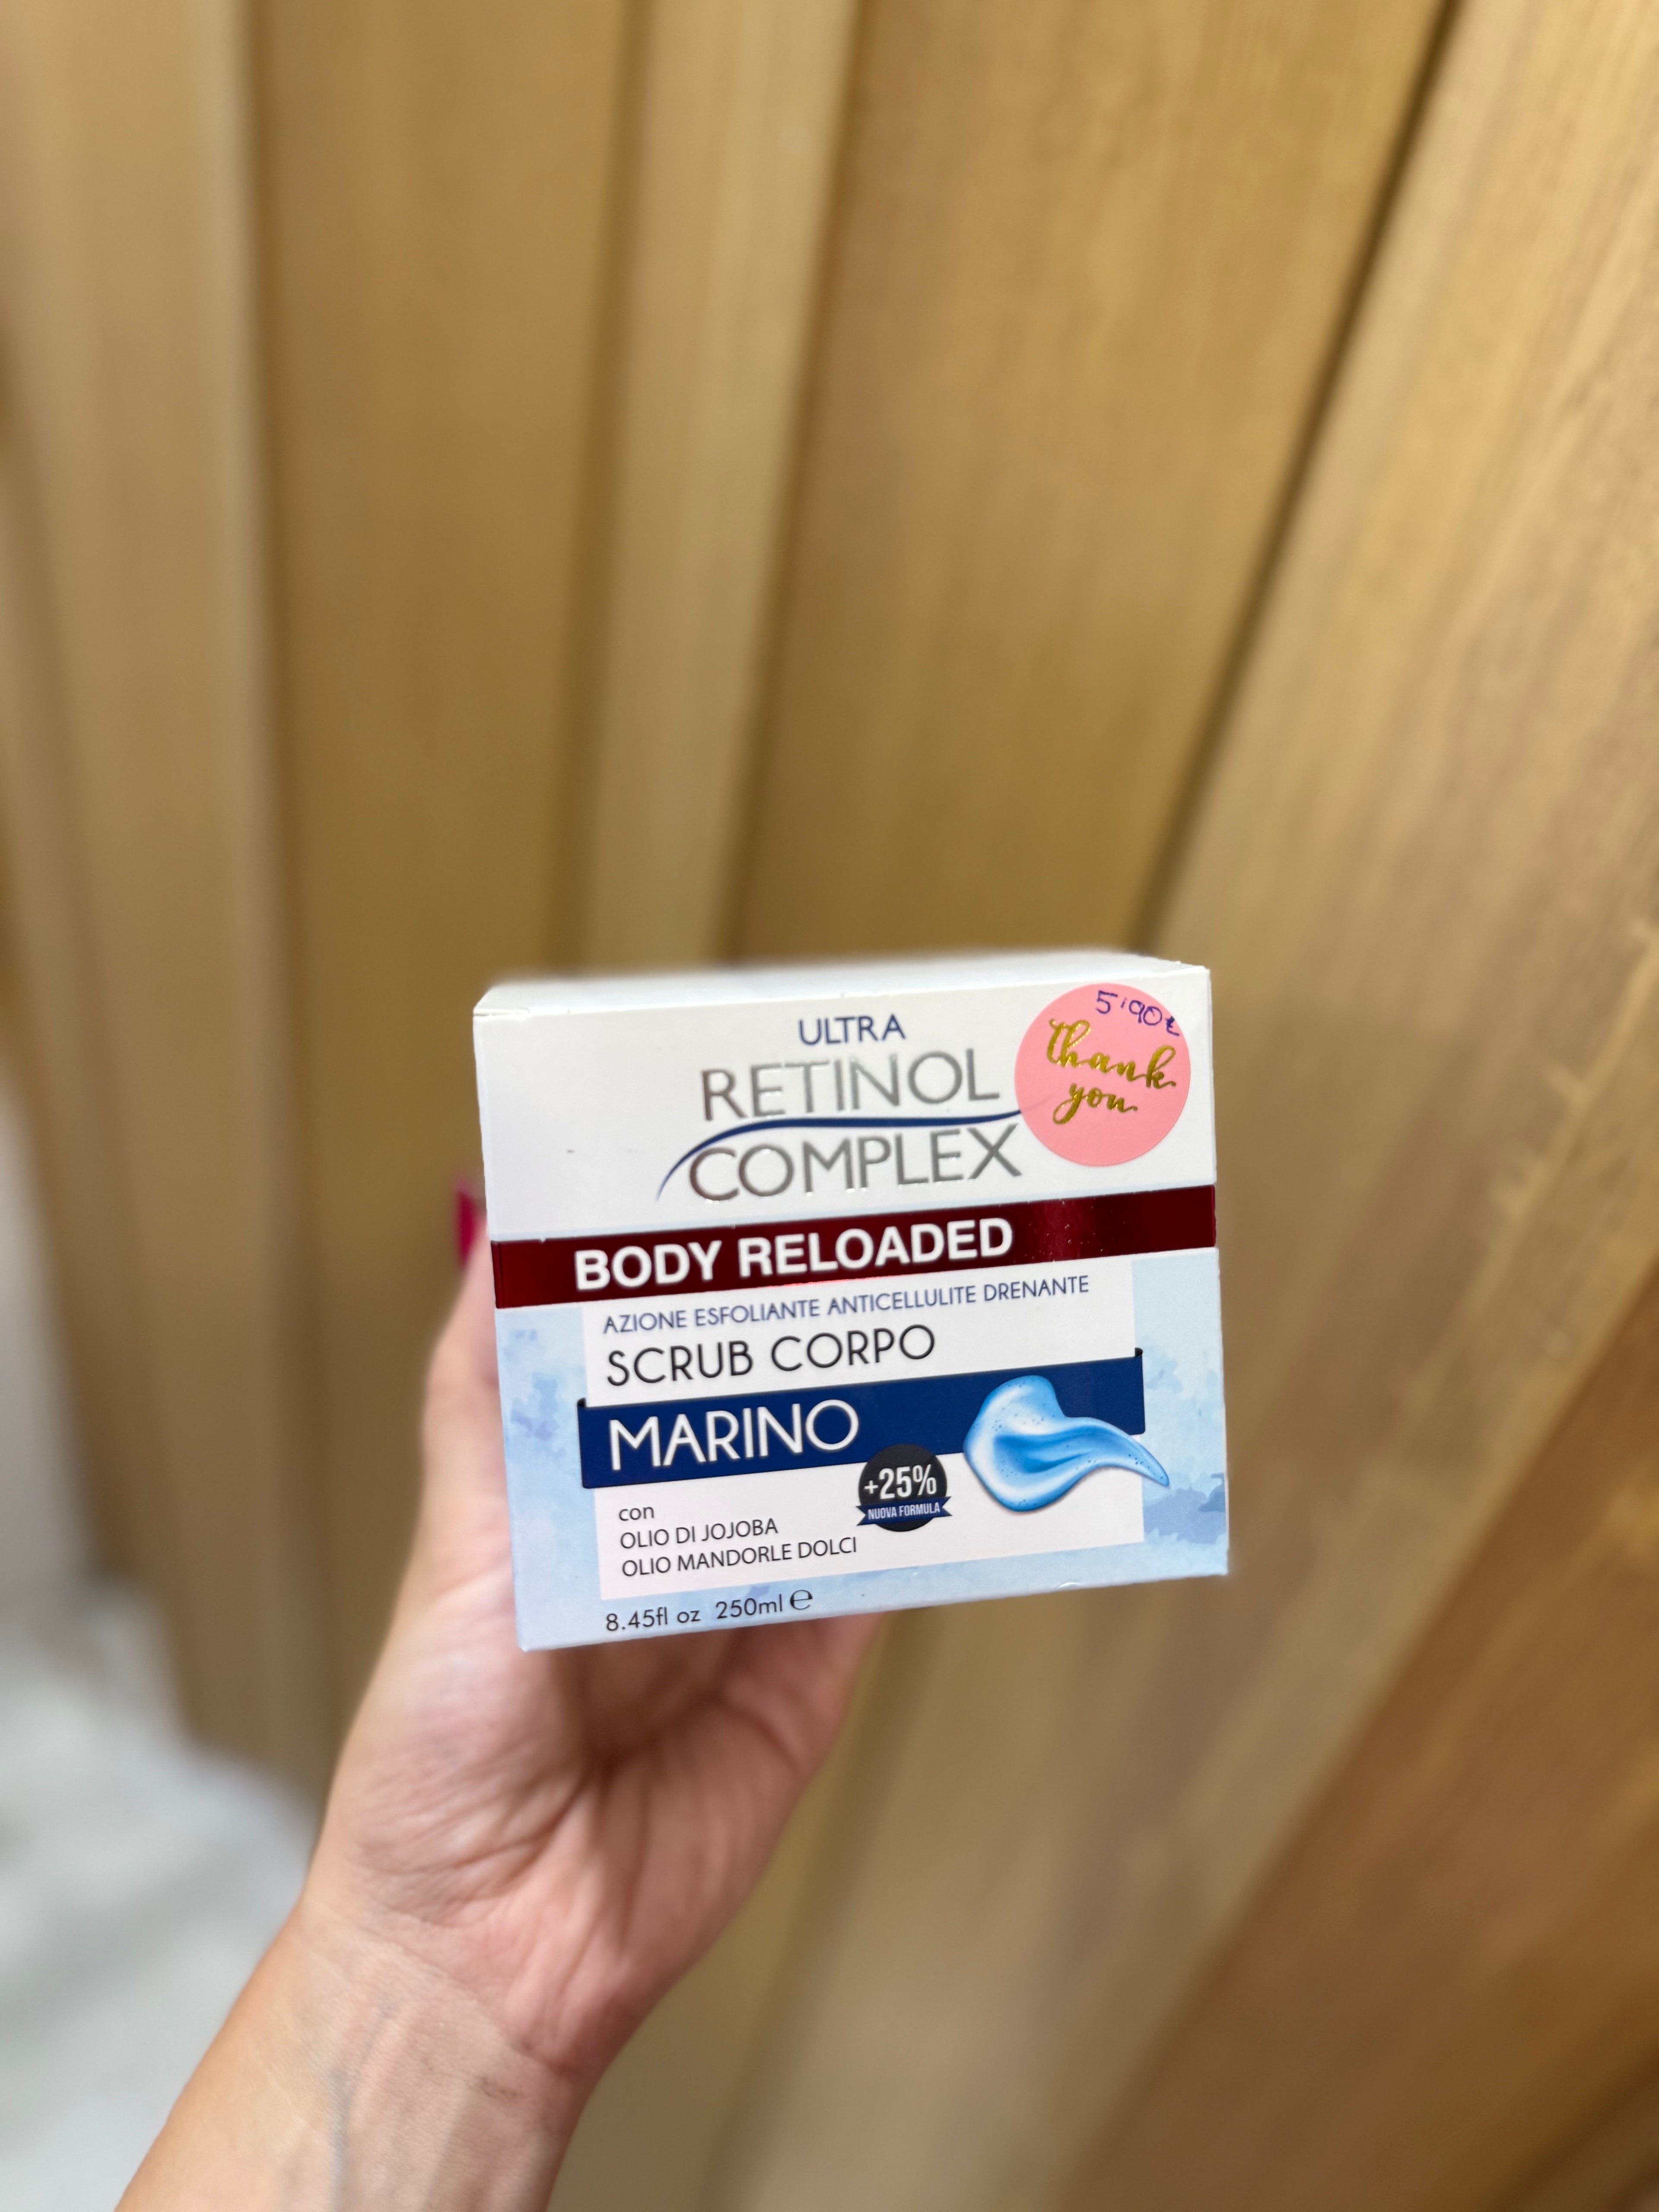 ULTRA
RETINOL
COMPLEX
5'90€
thank
you
BODY RELOADED
AZIONE ESFOLIANTE ANTICELLULITE DRENANTE
SCRUB CORPO
MARINO
+25%
NUOVA FORMULA
con
OLIO DI JOJOBA
OLIO MANDORLE DOLCI
8.45fl oz 250ml ℮